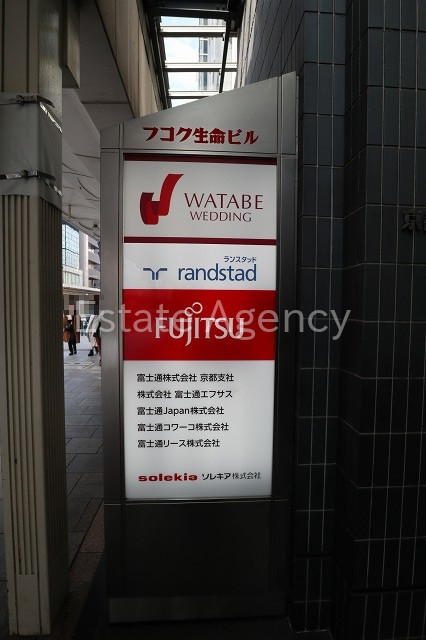 フコク生命ビル
WATABE
WEDDING
ランスタッド
randstad
Estate Agency
FUJITSU
富士通株式会社 京都支社
株式会社 富士通エフサス
富士通Japan株式会社
富士通コワーコ株式会社
富士通リース株式会社
solekia ソレキア株式会社